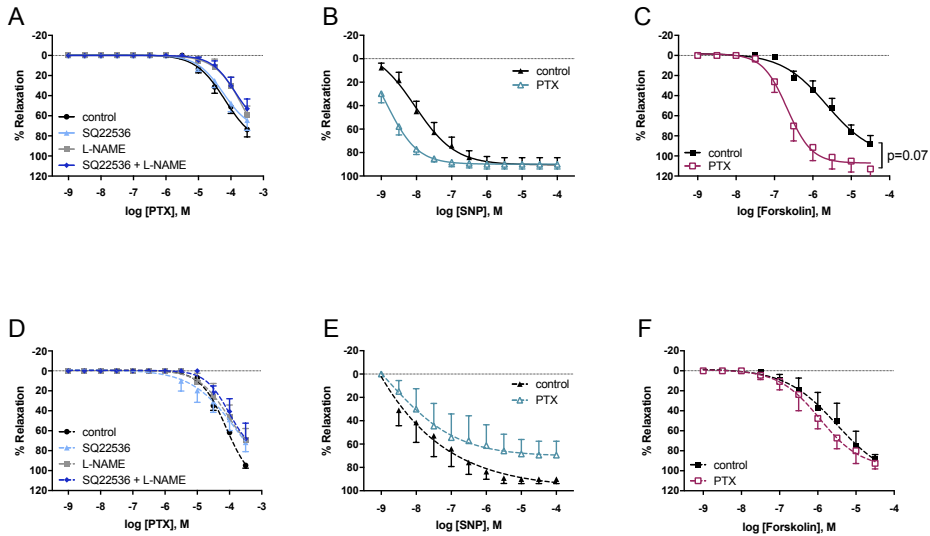 A
-20
0
20
40
60
80
100
120
% Relaxation
control
SQ22536
L-NAME
SQ22536 + L-NAME
-9 -8 -7 -6 -5 -4 -3
log [PTX], M
B
-20
0
20
40
60
80
100
120
% Relaxation
control
PTX
-9 -8 -7 -6 -5 -4
log [SNP], M
C
-20
0
20
40
60
80
100
120
% Relaxation
control
PTX
p=0.07
-9 -8 -7 -6 -5 -4
log [Forskolin], M
D
-20
0
20
40
60
80
100
120
% Relaxation
control
SQ22536
L-NAME
SQ22536 + L-NAME
-9 -8 -7 -6 -5 -4 -3
log [PTX], M
E
-20
0
20
40
60
80
100
% Relaxation
control
PTX
-9 -8 -7 -6 -5 -4
log [SNP], M
F
-20
0
20
40
60
80
100
120
% Relaxation
control
PTX
-9 -8 -7 -6 -5 -4
log [Forskolin], M